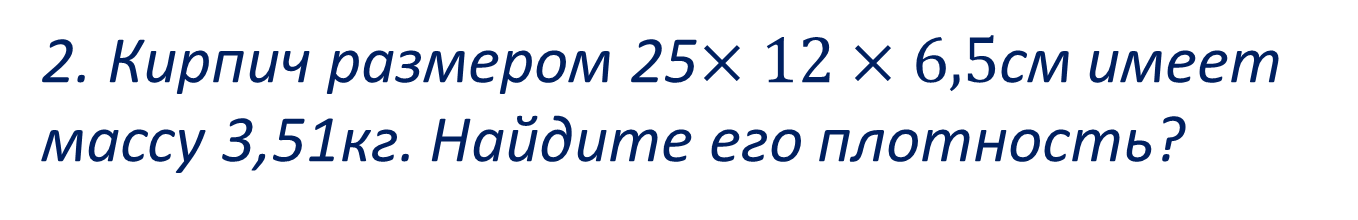 2. Кирпич размером 25× 12 × 6,5см имеет
массу 3,51кг. Найдите его плотность?